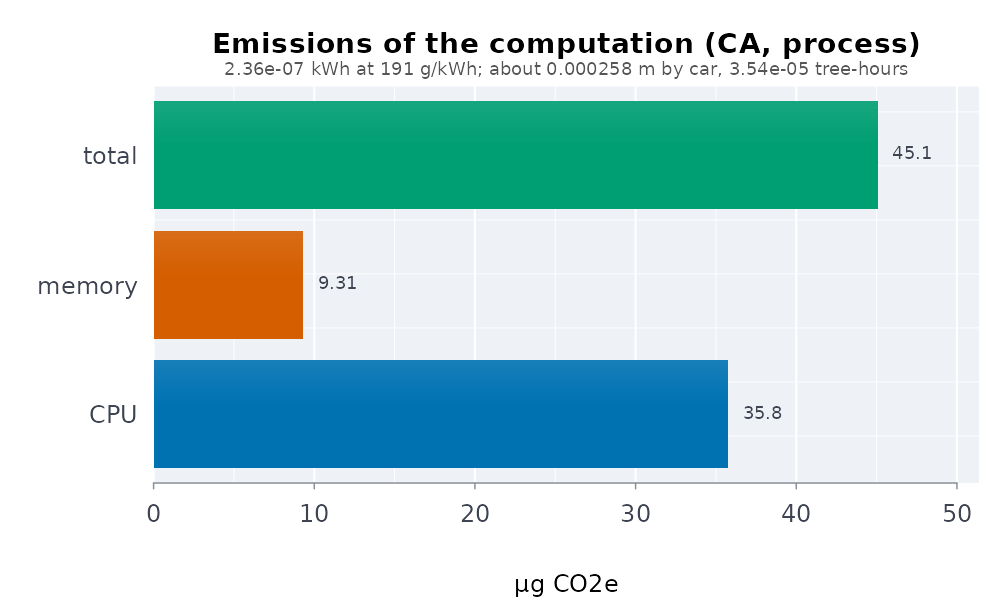 Emissions of the computation (CA, process)
2.36e-07 kWh at 191 g/kWh; about 0.000258 m by car, 3.54e-05 tree-hours
total
45.1
memory
9.31
CPU
35.8
0 10 20 30 40 50
µg CO2e